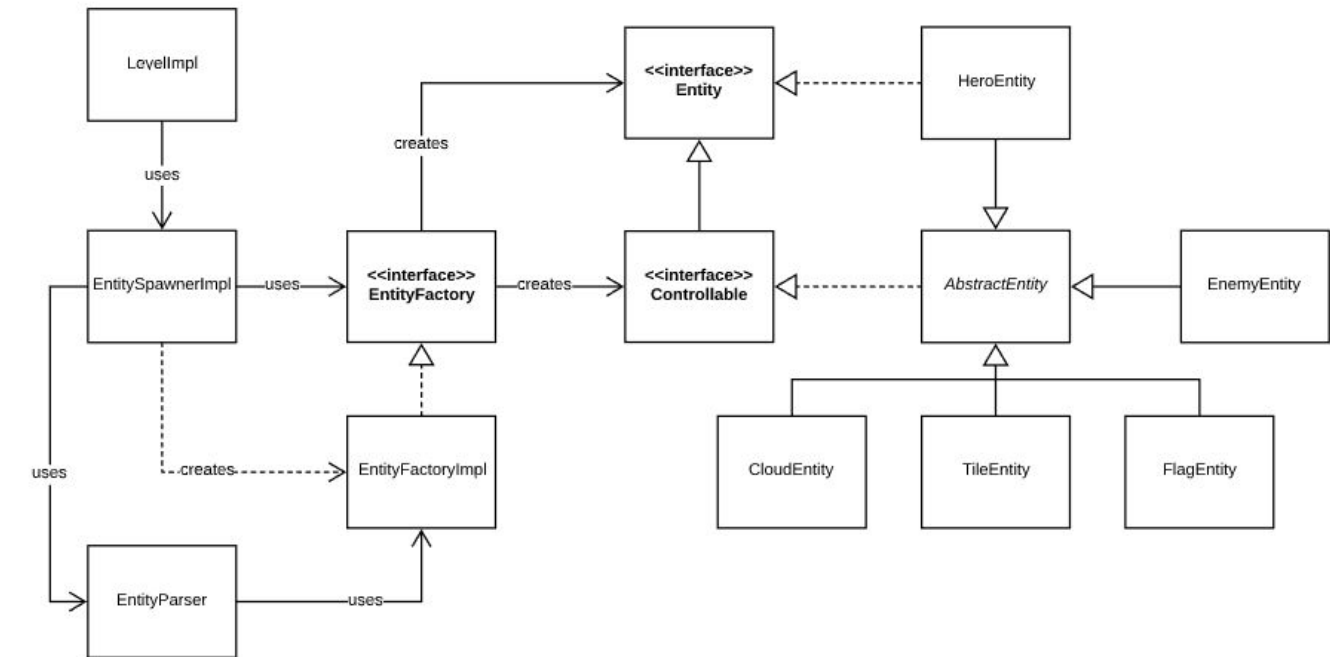 LevelImpl
<<interface>>
Entity
HeroEntity
creates
uses
EntitySpawnerImpl
uses
<<interface>>
EntityFactory
creates
<<interface>>
Controllable
AbstractEntity
EnemyEntity
uses
creates
EntityFactoryImpl
CloudEntity
TileEntity
FlagEntity
EntityParser
uses